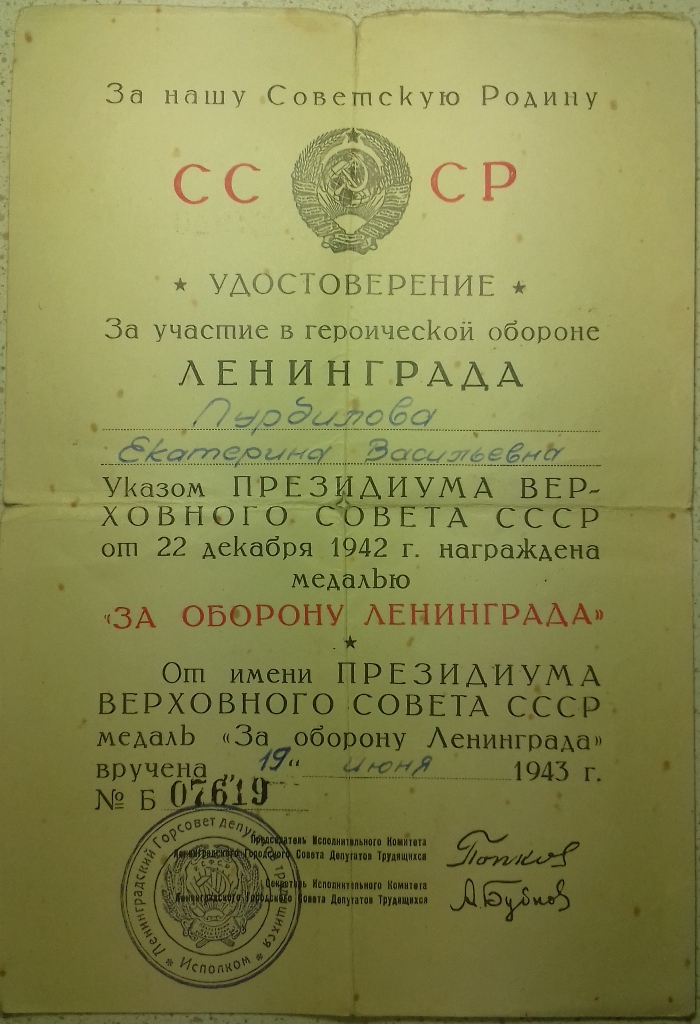 За нашу Советскую Родину
СС СР
★ УДОСТОВЕРЕНИЕ ★
За участие в героической обороне
ЛЕНИНГРАДА
Пурбилова
Екатерина Васильевна
Указом ПРЕЗИДИУМА ВЕР-
ХОВНОГО СОВЕТА СССР
от 22 декабря 1942 г. награждена
медалью
«ЗА ОБОРОНУ ЛЕНИНГРАДА»
★
От имени ПРЕЗИДИУМА
ВЕРХОВНОГО СОВЕТА СССР
медаль «За оборону Ленинграда»
вручена „19“ июня 1943 г.
№ Б 07619
Председатель Исполнительного Комитета
Ленинградского Городского Совета Депутатов Трудящихся
Попков
Секретарь Исполнительного Комитета
Ленинградского Городского Совета Депутатов Трудящихся
А.Бубнов
Ленинградский Горсовет депутатов трудящихся
★ Исполком ★